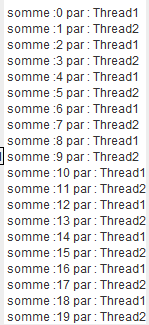 somme :0 par : Thread1
somme :1 par : Thread2
somme :2 par : Thread1
somme :3 par : Thread2
somme :4 par : Thread1
somme :5 par : Thread2
somme :6 par : Thread1
somme :7 par : Thread2
somme :8 par : Thread1
somme :9 par : Thread2
somme :10 par : Thread1
somme :11 par : Thread2
somme :12 par : Thread1
somme :13 par : Thread2
somme :14 par : Thread1
somme :15 par : Thread2
somme :16 par : Thread1
somme :17 par : Thread2
somme :18 par : Thread1
somme :19 par : Thread2